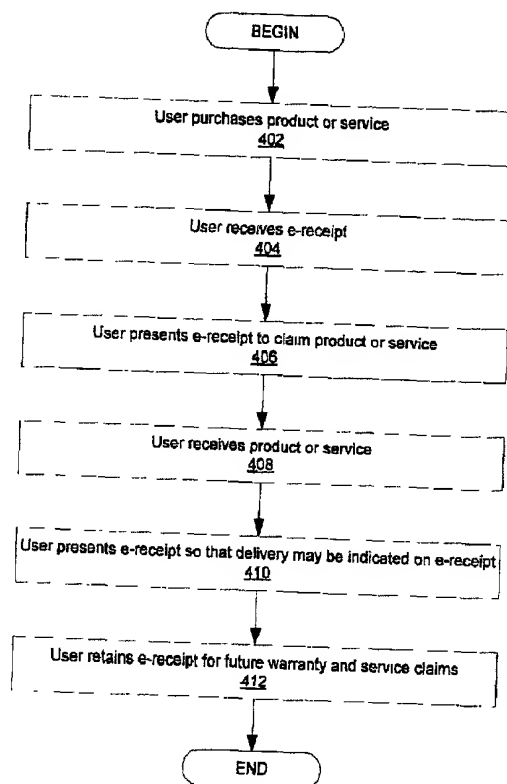 BEGIN
User purchases product or service
402
User receives e-receipt
404
User presents e-receipt to claim product or service
406
User receives product or service
408
User presents e-receipt so that delivery may be indicated on e-receipt
410
User retains e-receipt for future warranty and service claims
412
END